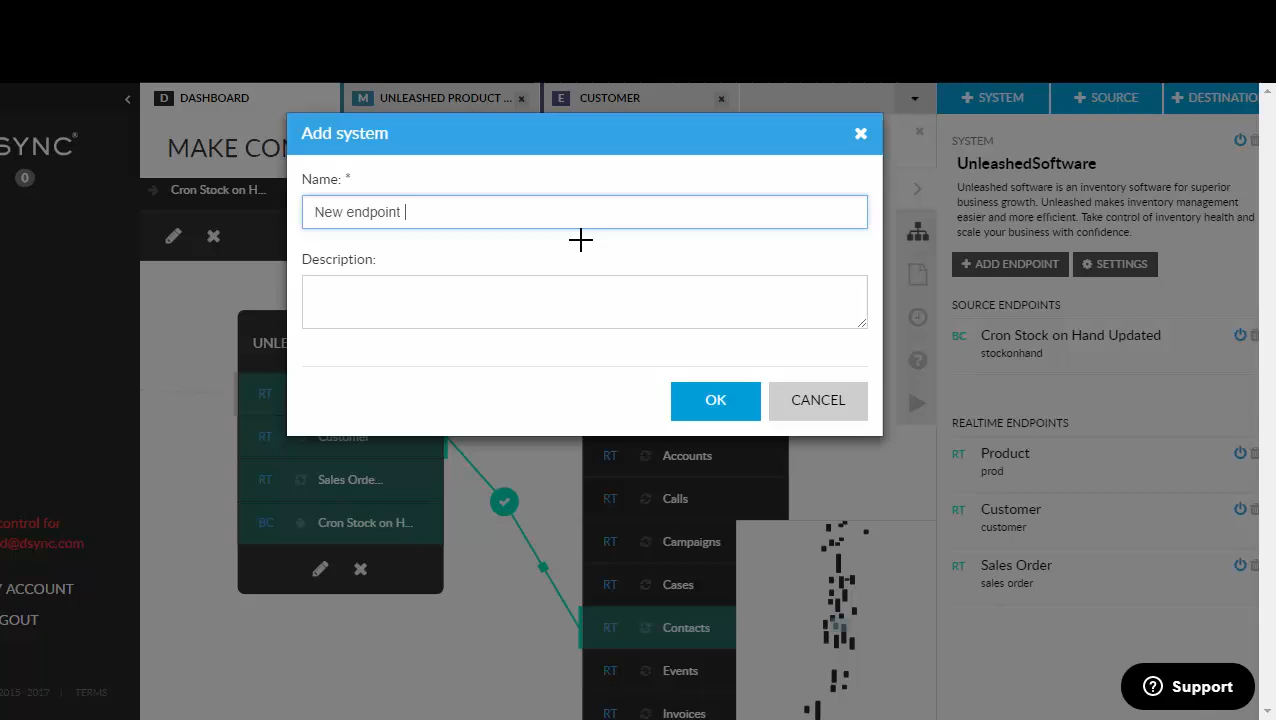 D DASHBOARD
M UNLEASHED PRODUCT ...
E CUSTOMER
SYSTEM
SOURCE
DESTINATIO
SYNC
0
MAKE CON
Add system
Name: *
New endpoint
Description:
OK
CANCEL
Cron Stock on H...
SYSTEM
UnleashedSoftware
Unleashed software is an inventory software for superior
business growth. Unleashed makes inventory management
easier and more efficient. Take control of inventory health and
scale your business with confidence.
ADD ENDPOINT
SETTINGS
SOURCE ENDPOINTS
BC Cron Stock on Hand Updated
stockonhand
REALTIME ENDPOINTS
RT Product
prod
RT Customer
customer
RT Sales Order
sales order
UNLE
RT
RT Customer
RT Sales Orde...
BC Cron Stock on H...
RT Accounts
RT Calls
RT Campaigns
RT Cases
RT Contacts
RT Events
RT Invoices
control for
d@dsync.com
ACCOUNT
GOUT
2015-2017 | TERMS
Support